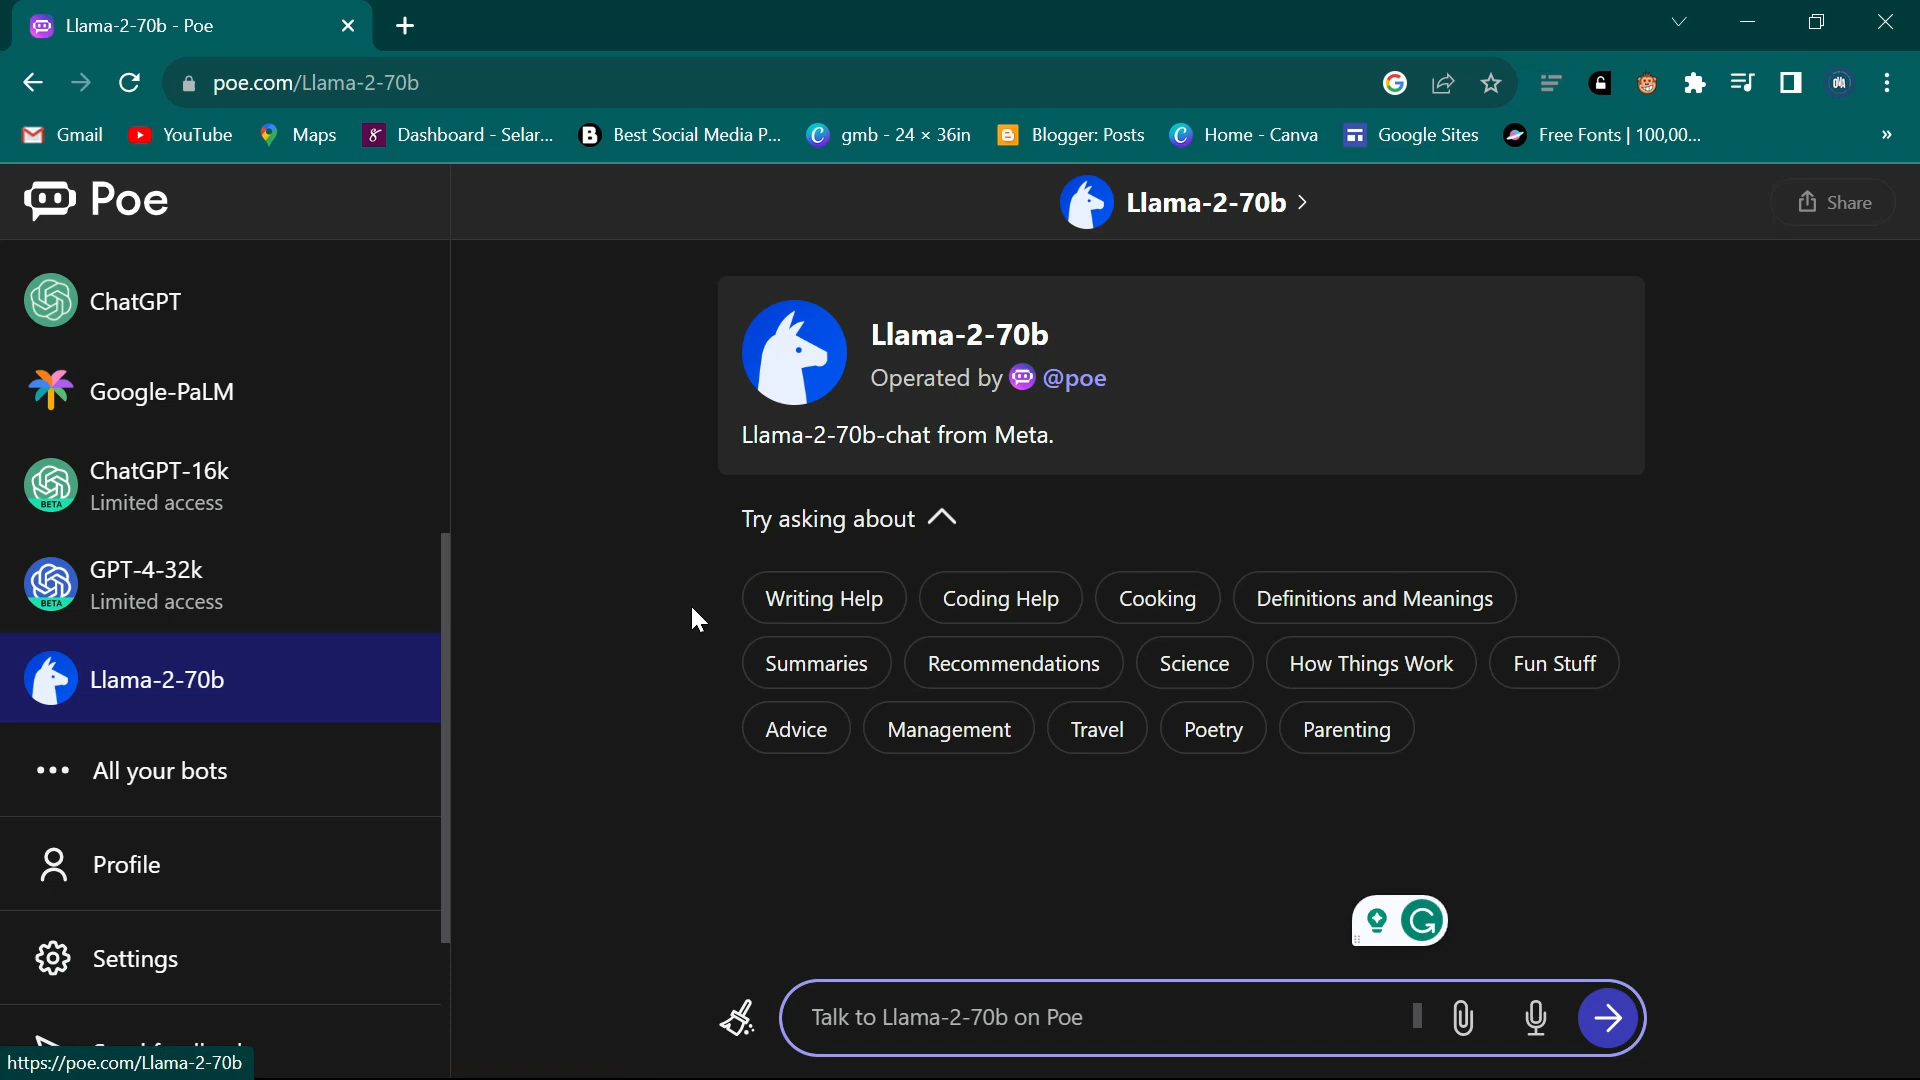 Llama-2-70b - Poe
poe.com/Llama-2-70b
Gmail YouTube Maps Dashboard - Selar... Best Social Media P... gmb - 24 × 36in Blogger: Posts Home - Canva Google Sites Free Fonts | 100,00... »
Poe
Llama-2-70b
Share
ChatGPT
Google-PaLM
ChatGPT-16k
BETA
Limited access
GPT-4-32k
BETA
Limited access
Llama-2-70b
All your bots
Profile
Settings
https://poe.com/Llama-2-70b
Llama-2-70b
Operated by @poe
Llama-2-70b-chat from Meta.
Try asking about
Writing Help Coding Help Cooking Definitions and Meanings
Summaries Recommendations Science How Things Work Fun Stuff
Advice Management Travel Poetry Parenting
Talk to Llama-2-70b on Poe